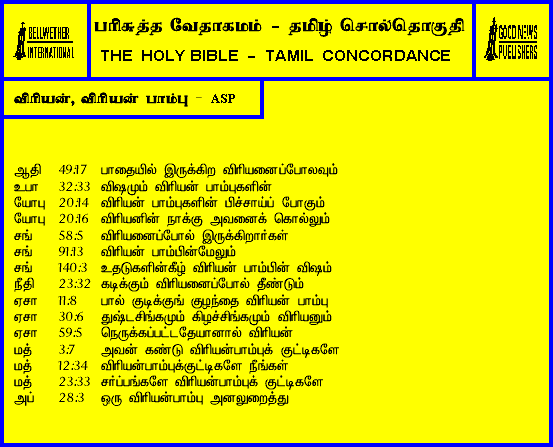 BELLWETHER
INTERNATIONAL
பரிசுத்த வேதாகமம் - தமிழ் சொல்தொகுதி
THE HOLY BIBLE - TAMIL CONCORDANCE
GOOD NEWS
PUBLISHERS
விரியன், விரியன் பாம்பு - ASP
ஆதி 49:17 பாதையில் இருக்கிற விரியனைப்போலவும்
உபா 32:33 விஷமும் விரியன் பாம்புகளின்
யோபு 20:14 விரியன் பாம்புகளின் பிச்சாய்ப் போகும்
யோபு 20:16 விரியனின் நாக்கு அவனைக் கொல்லும்
சங் 58:5 விரியனைப்போல் இருக்கிறார்கள்
சங் 91:13 விரியன் பாம்பின்மேலும்
சங் 140:3 உதடுகளின்கீழ் விரியன் பாம்பின் விஷம்
நீதி 23:32 கடிக்கும் விரியனைப்போல் தீண்டும்
ஏசா 11:8 பால் குடிக்குங் குழந்தை விரியன் பாம்பு
ஏசா 30:6 துஷ்டசிங்கமும் கிழச்சிங்கமும் விரியனும்
ஏசா 59:5 நெருக்கப்பட்டதேயானால் விரியன்
மத் 3:7 அவன் கண்டு விரியன்பாம்புக் குட்டிகளே
மத் 12:34 விரியன்பாம்புக்குட்டிகளே நீங்கள்
மத் 23:33 சர்ப்பங்களே விரியன்பாம்புக் குட்டிகளே
அப் 28:3 ஒரு விரியன்பாம்பு அனலுறைத்து